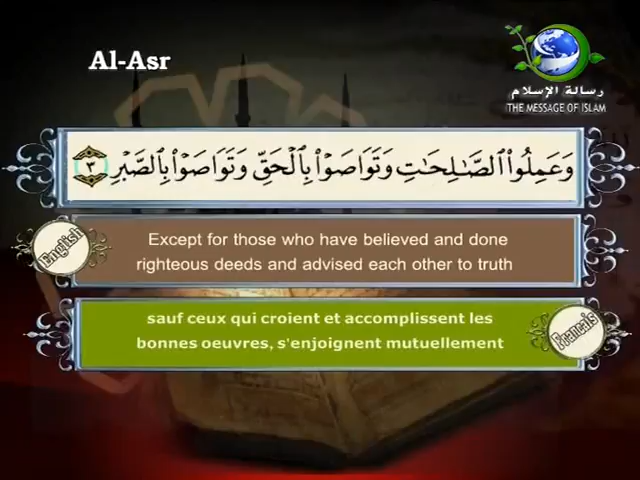 Al-Asr
رسالة الإسلام
THE MESSAGE OF ISLAM
وَعَمِلُوا۟ ٱلصَّـٰلِحَـٰتِ وَتَوَاصَوْا۟ بِٱلْحَقِّ وَتَوَاصَوْا۟ بِٱلصَّبْرِ ٣
English
Except for those who have believed and done
righteous deeds and advised each other to truth
sauf ceux qui croient et accomplissent les
bonnes oeuvres, s'enjoignent mutuellement
Francais